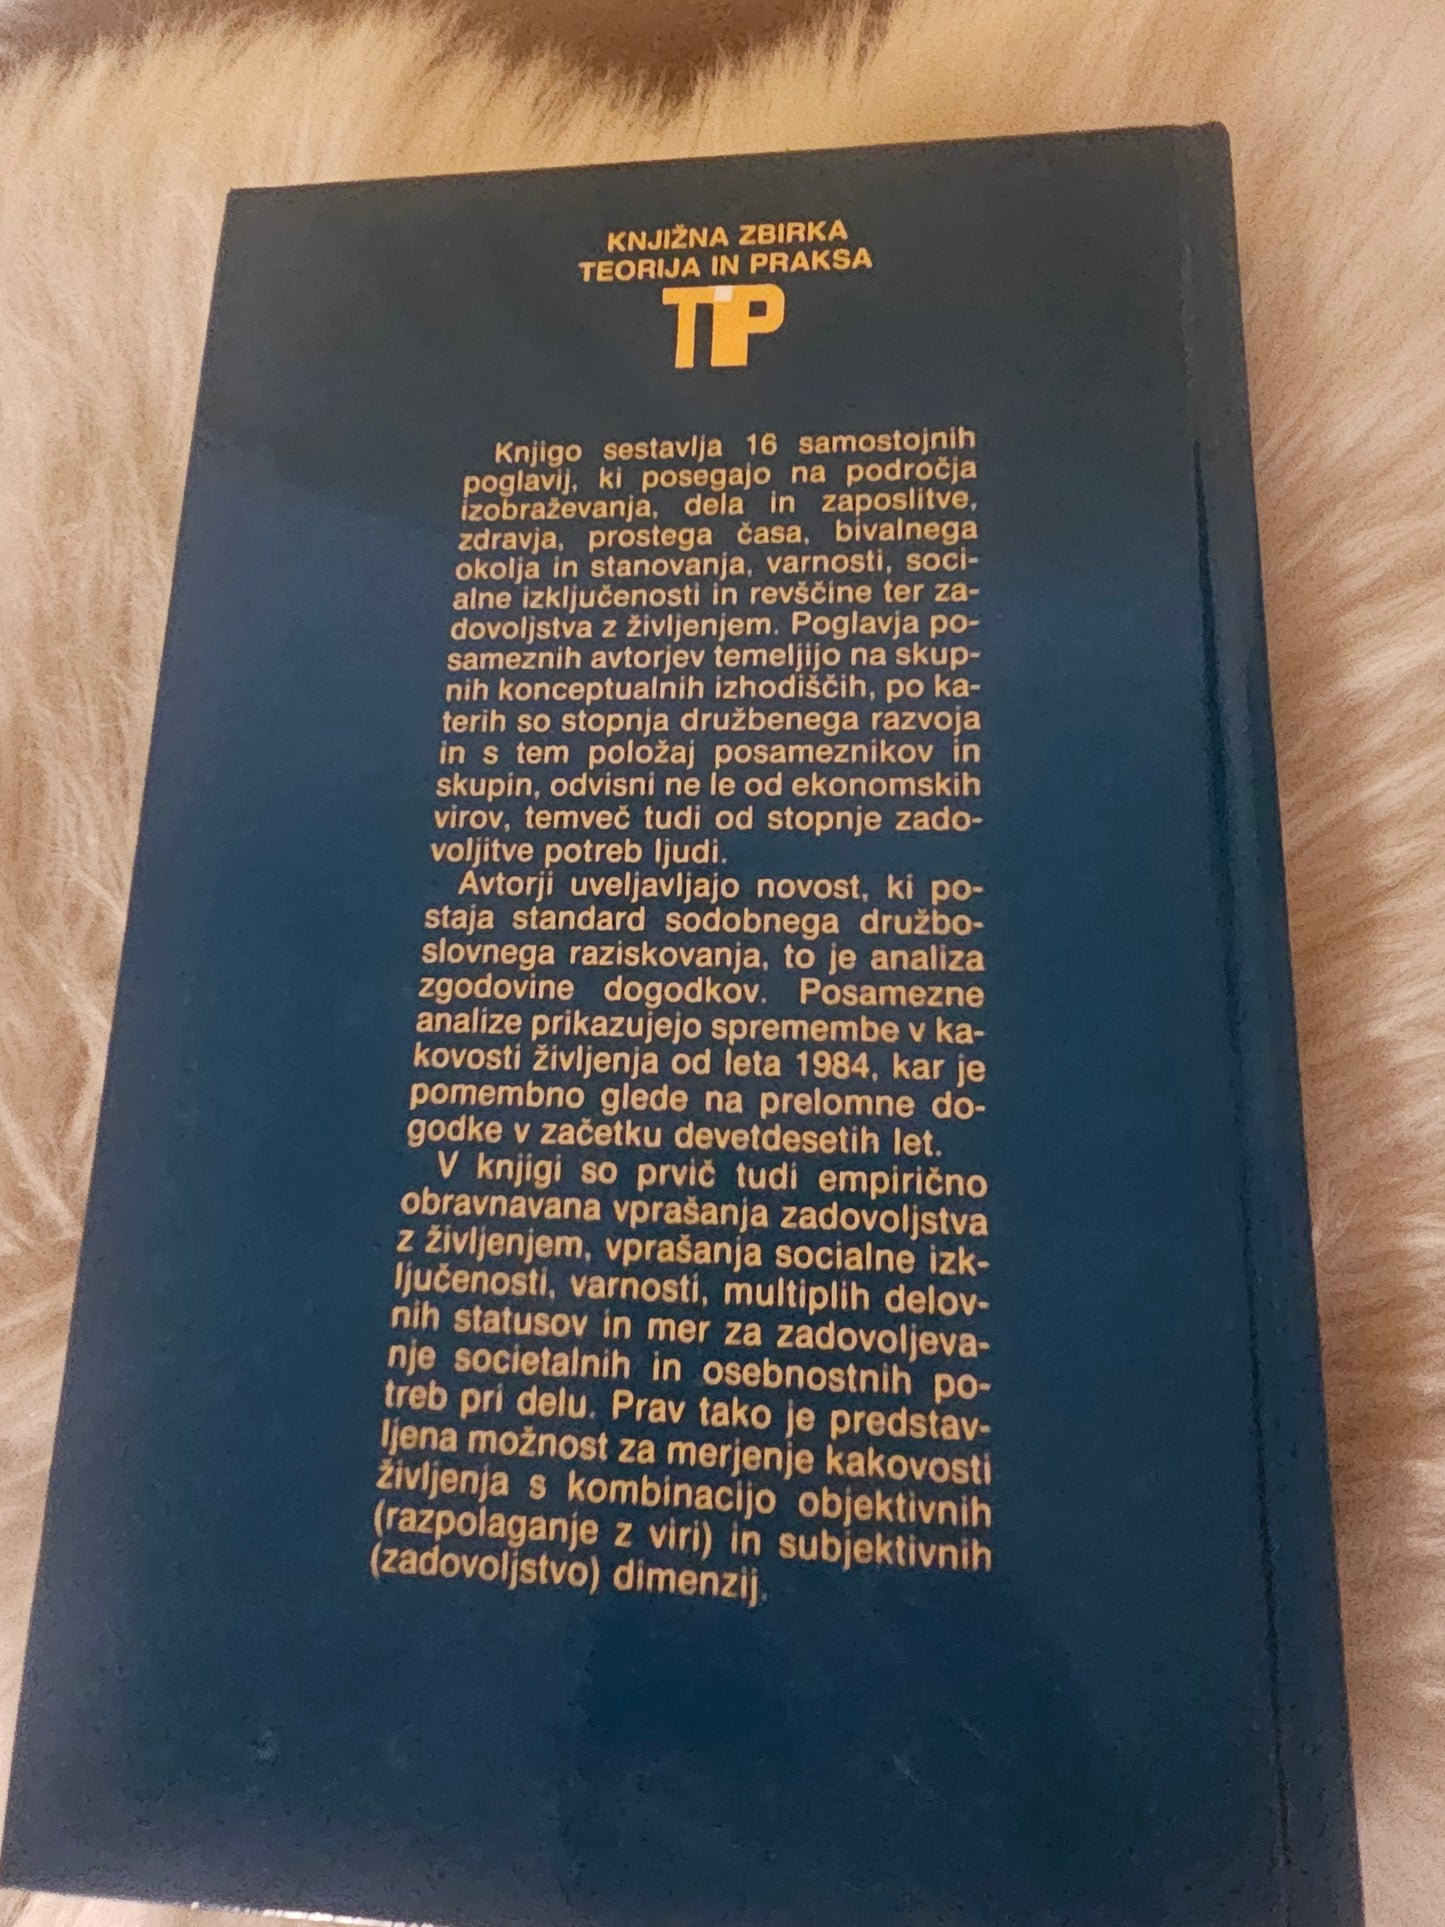 KNJIŽNA ZBIRKA
TEORIJA IN PRAKSA
TiP
Knjigo sestavlja 16 samostojnih
poglavij, ki posegajo na področja
izobraževanja, dela in zaposlitve,
zdravja, prostega časa, bivalnega
okolja in stanovanja, varnosti, soci-
alne izključenosti in revščine ter za-
dovoljstva z življenjem. Poglavja po-
sameznih avtorjev temeljijo na skup-
nih konceptualnih izhodiščih, po ka-
terih so stopnja družbenega razvoja
in s tem položaj posameznikov in
skupin, odvisni ne le od ekonomskih
virov, temveč tudi od stopnje zado-
voljitve potreb ljudi.
Avtorji uveljavljajo novost, ki po-
staja standard sodobnega družbo-
slovnega raziskovanja, to je analiza
zgodovine dogodkov. Posamezne
analize prikazujejo spremembe v ka-
kovosti življenja od leta 1984, kar je
pomembno glede na prelomne do-
godke v začetku devetdesetih let.
V knjigi so prvič tudi empirično
obravnavana vprašanja zadovoljstva
z življenjem, vprašanja socialne izk-
ljučenosti, varnosti, multiplih delov-
nih statusov in mer za zadovoljeva-
nje societalnih in osebnostnih po-
treb pri delu. Prav tako je predstav-
ljena možnost za merjenje kakovosti
življenja s kombinacijo objektivnih
(razpolaganje z viri) in subjektivnih
(zadovoljstvo) dimenzij.